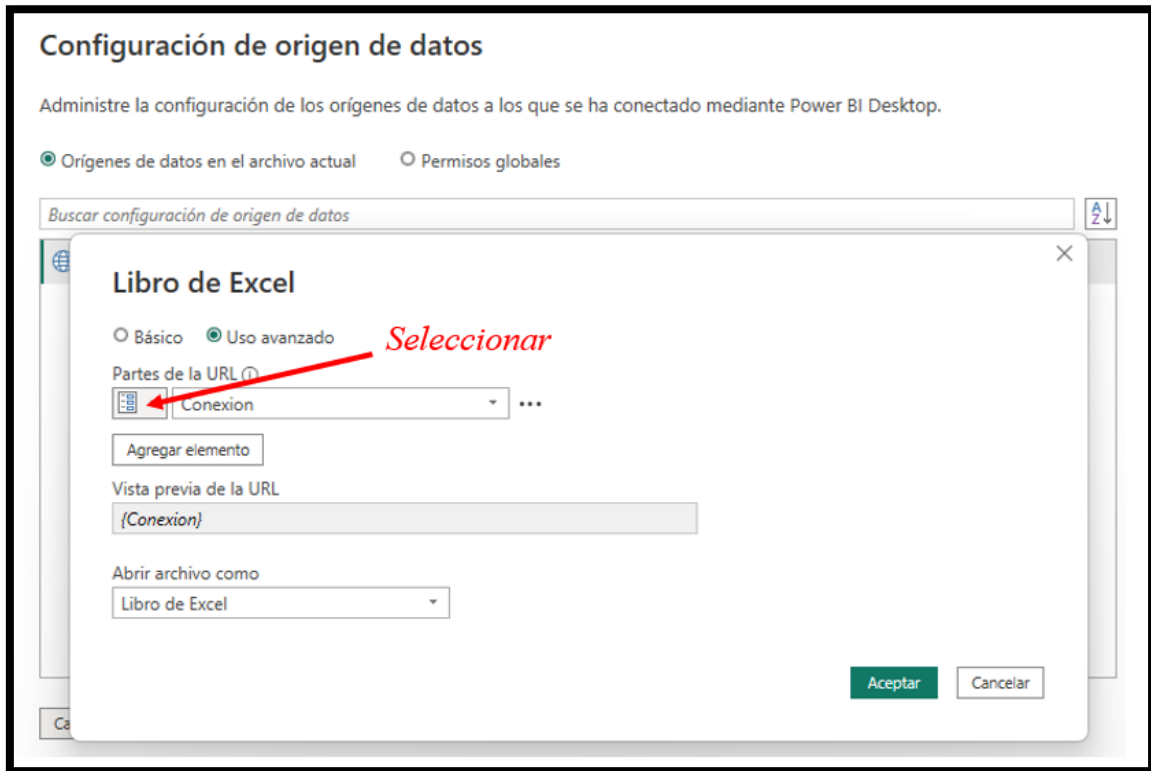 Configuración de origen de datos
Administre la configuración de los orígenes de datos a los que se ha conectado mediante Power BI Desktop.
Orígenes de datos en el archivo actual Permisos globales
Buscar configuración de origen de datos
Libro de Excel
Básico Uso avanzado Seleccionar
Partes de la URL
Conexion
Agregar elemento
Vista previa de la URL
{Conexion}
Abrir archivo como
Libro de Excel
Aceptar Cancelar